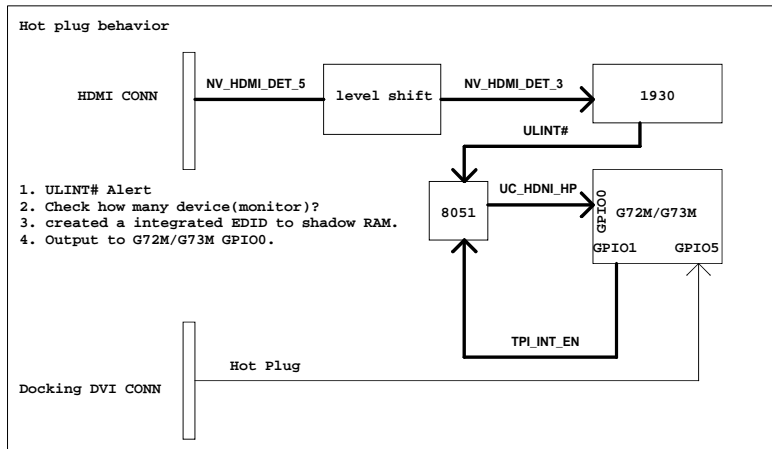 Hot plug behavior
HDMI CONN
NV_HDMI_DET_5
level shift
NV_HDMI_DET_3
1930
ULINT#
1. ULINT# Alert
2. Check how many device(monitor)?
3. created a integrated EDID to shadow RAM.
4. Output to G72M/G73M GPIO0.
8051
UC_HDNI_HP
GPIO0
G72M/G73M
GPIO1
GPIO5
TPI_INT_EN
Hot Plug
Docking DVI CONN